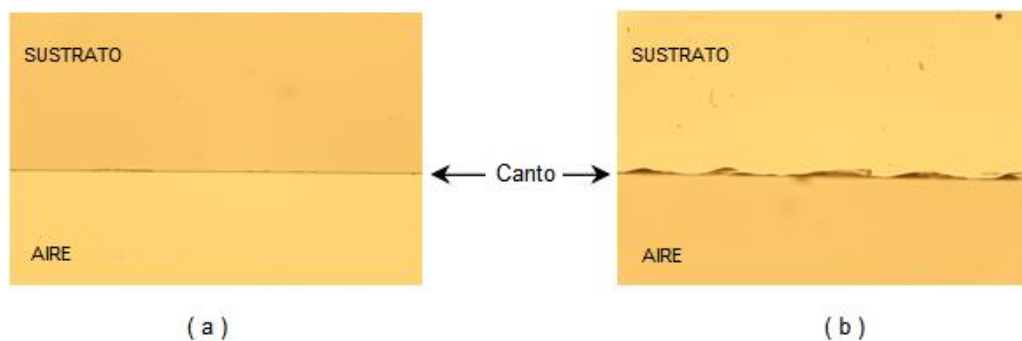 SUSTRATO
SUSTRATO
Canto
AIRE
AIRE
( a )
( b )